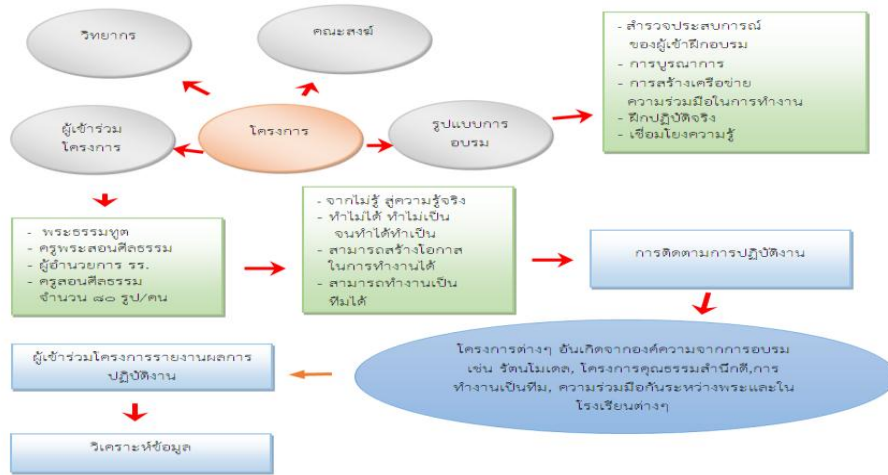 วิทยากร
คณะสงฆ์
- สำรวจประสบการณ์
ของผู้เข้าฝึกอบรม
- การบูรณาการ
- การสร้างเครือข่าย
ความร่วมมือในการทำงาน
- ฝึกปฏิบัติจริง
- เชื่อมโยงความรู้
ผู้เข้าร่วม
โครงการ
โครงการ
รูปแบบการ
อบรม
- พระธรรมทูต
- ครูพระสอนศีลธรรม
- ผู้อำนวยการ รร.
- ครูสอนศีลธรรม
จำนวน ๘๐ รูป/คน
- จากไม่รู้ สู่ความรู้จริง
- ทำไม่ได้ ทำไม่เป็น
จนทำได้ทำเป็น
- สามารถสร้างโอกาส
ในการทำงานได้
- สามารถทำงานเป็น
ทีมได้
การติดตามการปฏิบัติงาน
โครงการต่างๆ อันเกิดจากองค์ความจากการอบรม
เช่น รัตนโมเดล, โครงการคุณธรรมสำนึกดี,การ
ทำงานเป็นทีม, ความร่วมมือกันระหว่างพระและใน
โรงเรียนต่างๆ
ผู้เข้าร่วมโครงการรายงานผลการ
ปฏิบัติงาน
วิเคราะห์ข้อมูล